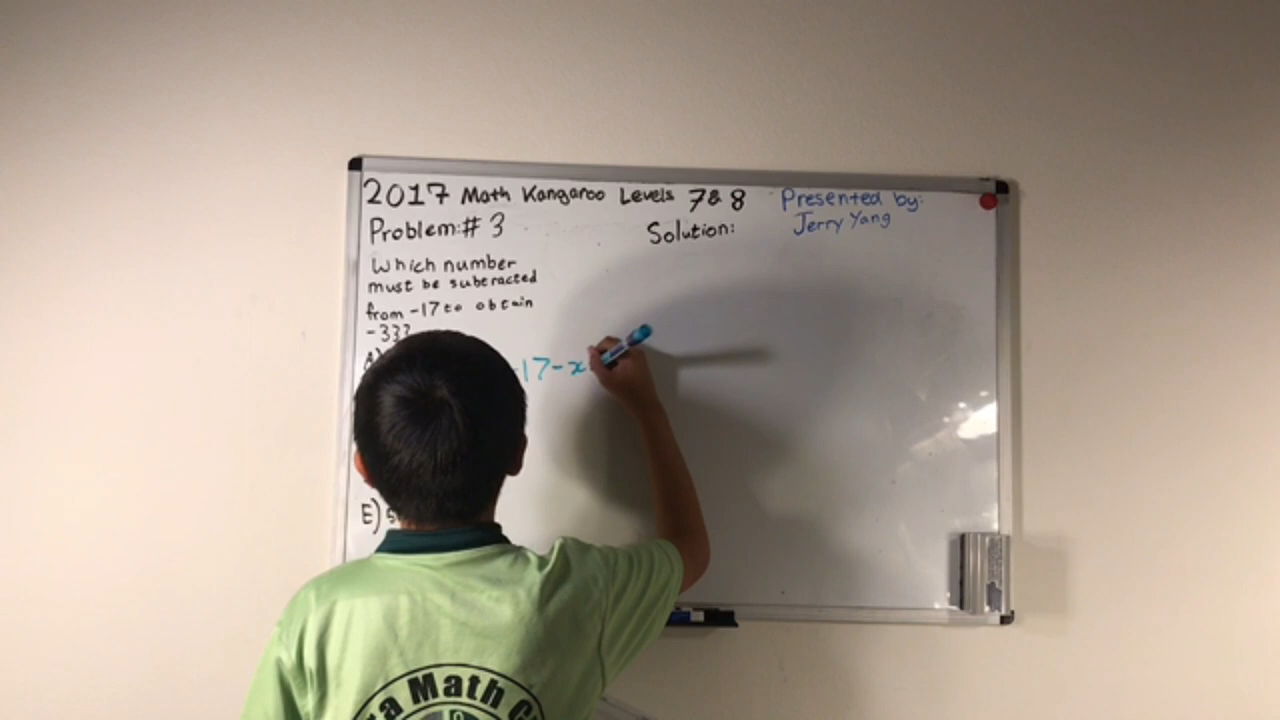 2017 Math Kangaroo Levels 7 & 8
Presented by:
Jerry Yang
Problem:# 3
Solution:
Which number
must be subtracted
from -17 to obtain
-33?
A)
-17-x
E)
Math